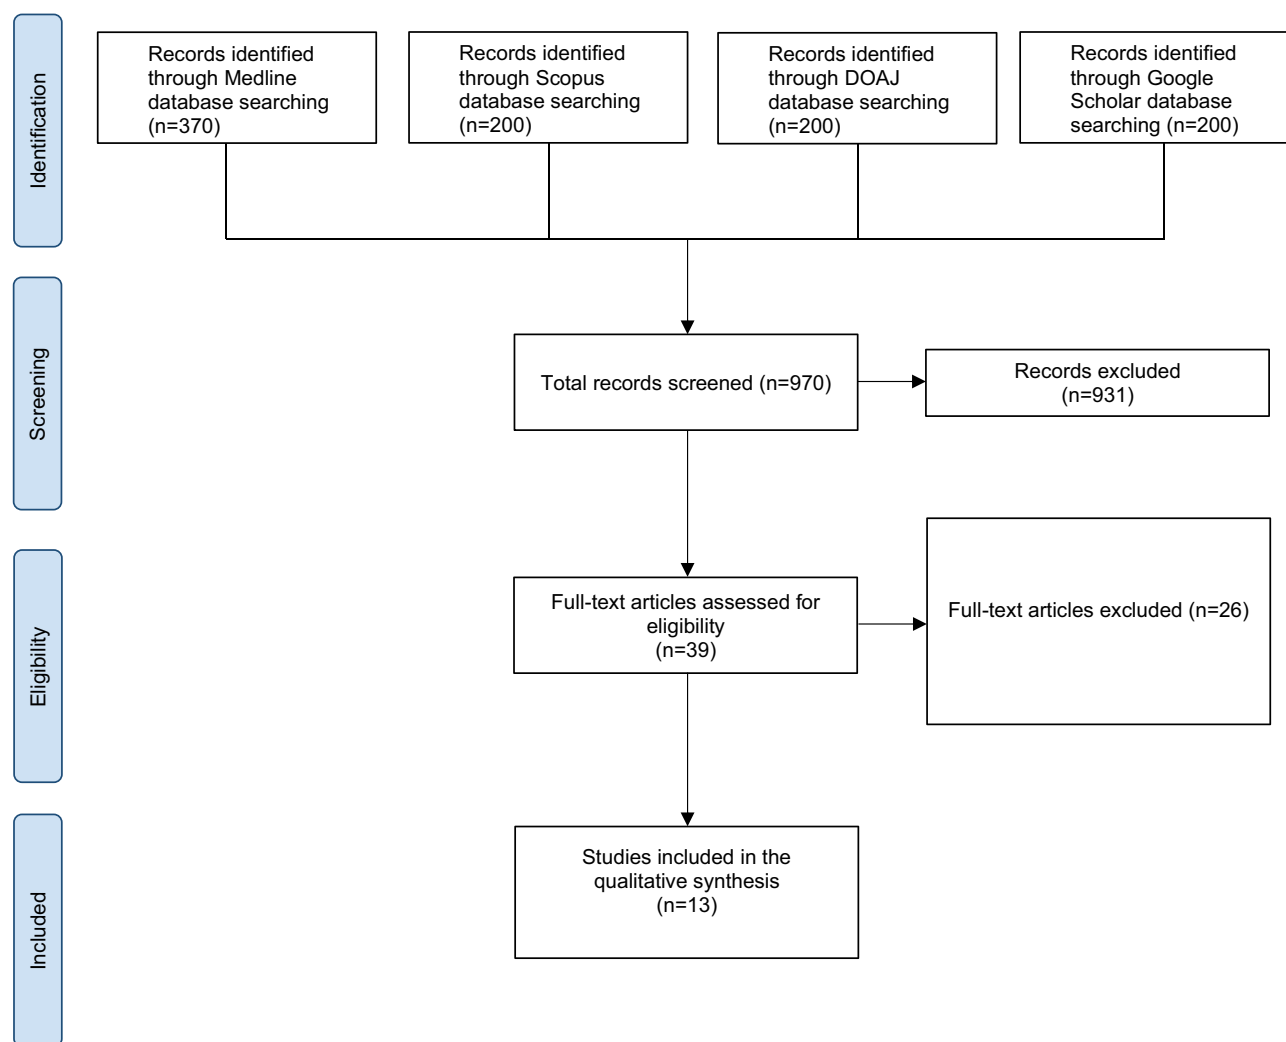 Identification
Records identified
through Medline
database searching
(n=370)
Records identified
through Scopus
database searching
(n=200)
Records identified
through DOAJ
database searching
(n=200)
Records identified
through Google
Scholar database
searching (n=200)
Screening
Total records screened (n=970)
Records excluded
(n=931)
Eligibility
Full-text articles assessed for
eligibility
(n=39)
Full-text articles excluded (n=26)
Included
Studies included in the
qualitative synthesis
(n=13)